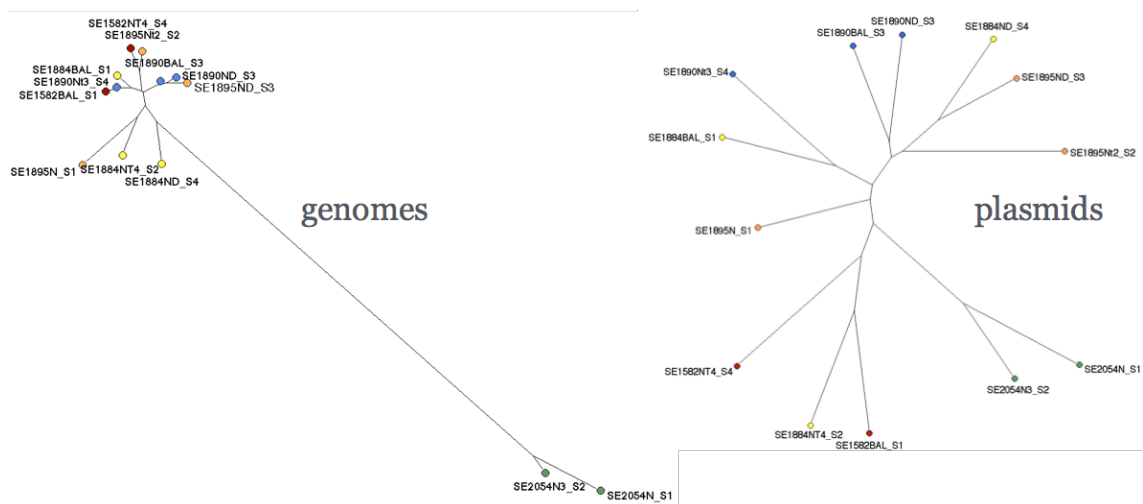 SE1582NT4_S4
SE1895Nt2_S2
SE1890BAL_S3
SE1884BAL_S1
SE1890ND_S3
SE1890Nt3_S4
SE1895ND_S3
SE1582BAL_S1
SE1895N_S1
SE1884NT4_S2
SE1884ND_S4
genomes
SE2054N3_S2
SE2054N_S1
SE1890ND_S3
SE1884ND_S4
SE1890BAL_S3
SE1890Nt3_S4
SE1895ND_S3
SE1884BAL_S1
SE1895Nt2_S2
plasmids
SE1895N_S1
SE2054N_S1
SE1582NT4_S4
SE2054N3_S2
SE1884NT4_S2
SE1582BAL_S1